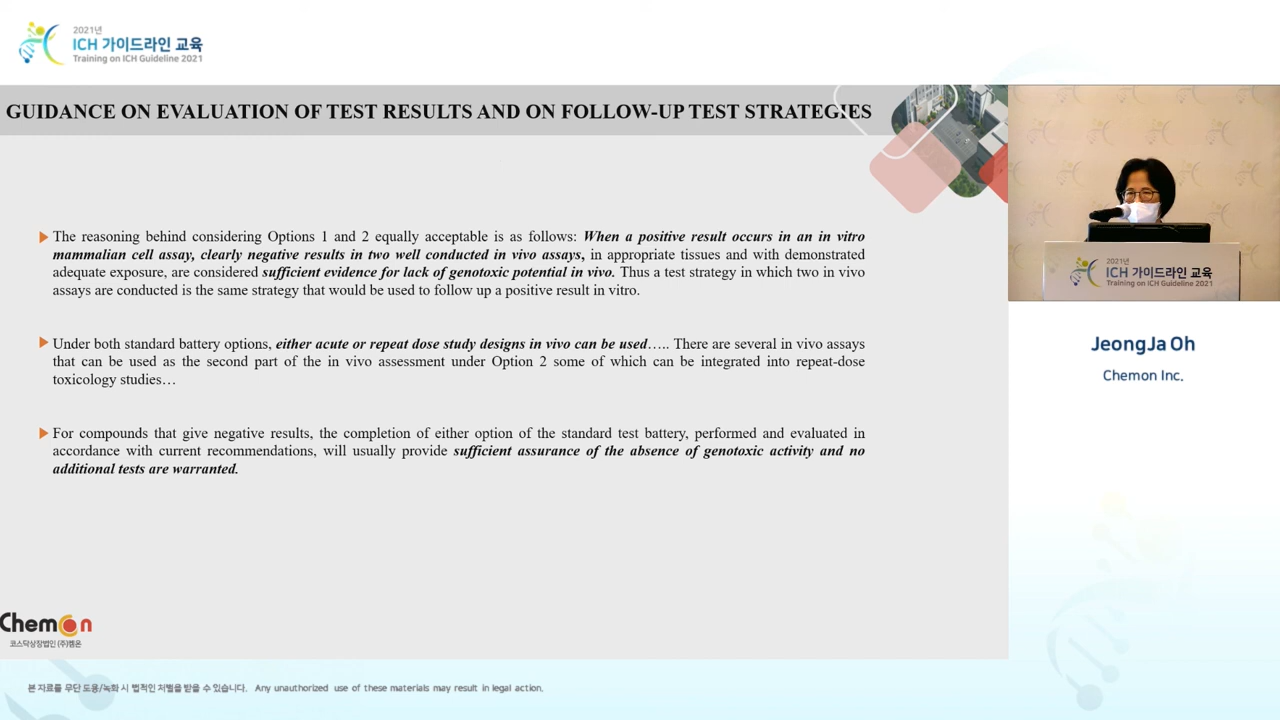 2021년
ICH 가이드라인 교육
Training on ICH Guideline 2021
GUIDANCE ON EVALUATION OF TEST RESULTS AND ON FOLLOW-UP TEST STRATEGIES
The reasoning behind considering Options 1 and 2 equally acceptable is as follows: When a positive result occurs in an in vitro
mammalian cell assay, clearly negative results in two well conducted in vivo assays, in appropriate tissues and with demonstrated
adequate exposure, are considered sufficient evidence for lack of genotoxic potential in vivo. Thus a test strategy in which two in vivo
assays are conducted is the same strategy that would be used to follow up a positive result in vitro.
Under both standard battery options, either acute or repeat dose study designs in vivo can be used….. There are several in vivo assays
that can be used as the second part of the in vivo assessment under Option 2 some of which can be integrated into repeat-dose
toxicology studies…
For compounds that give negative results, the completion of either option of the standard test battery, performed and evaluated in
accordance with current recommendations, will usually provide sufficient assurance of the absence of genotoxic activity and no
additional tests are warranted.
2021년
ICH 가이드라인 교육
Training on ICH Guideline 2021
JeongJa Oh
Chemon Inc.
Chemon
코스닥상장법인 (주)켐온
본 자료를 무단 도용/녹화 시 법적인 처벌을 받을 수 있습니다. Any unauthorized use of these materials may result in legal action.